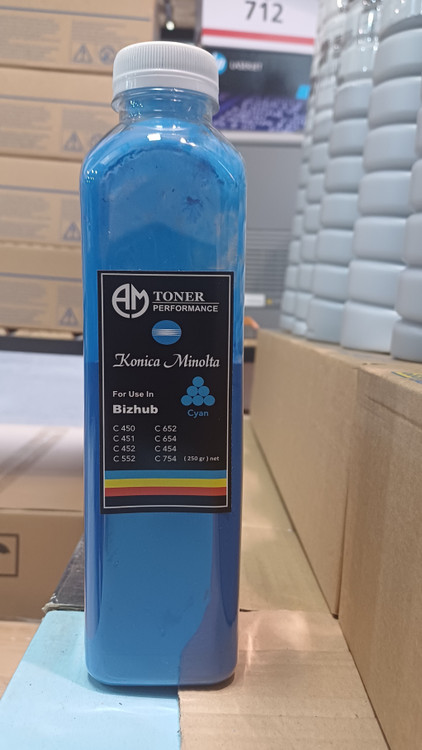 712
AM TONER
PERFORMANCE
Konica Minolta
For Use In
Bizhub
Cyan
C 450 C 652
C 451 C 654
C 452 C 454
C 552 C 754 ( 250 gr ) net